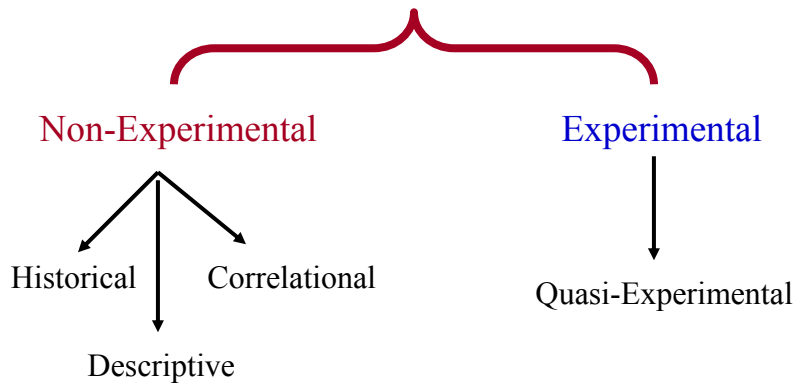 Non-Experimental
Experimental
Historical
Correlational
Quasi-Experimental
Descriptive